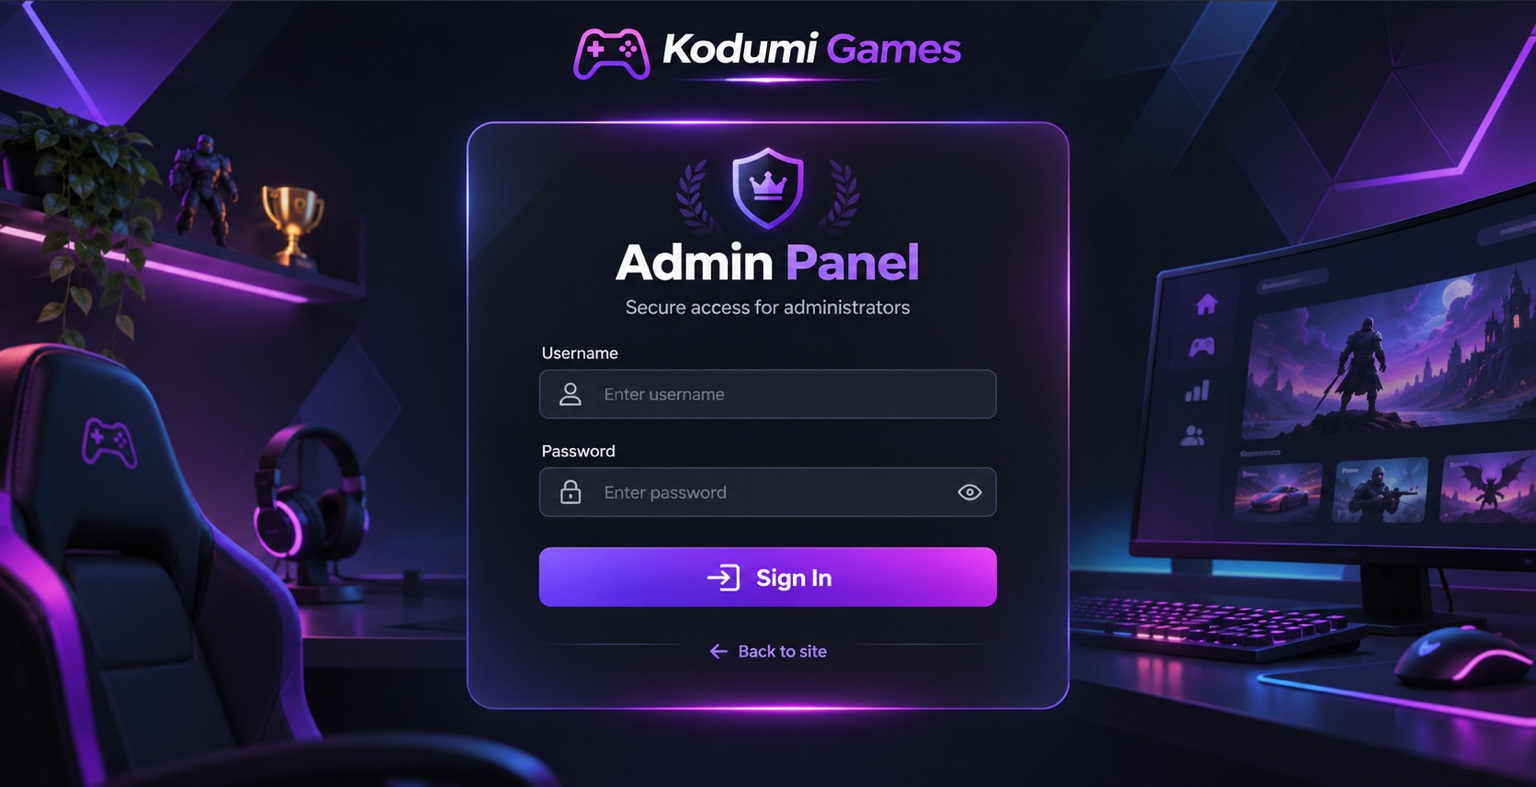 Kodumi Games
Admin Panel
Secure access for administrators
Username
Enter username
Password
Enter password
Sign In
Back to site